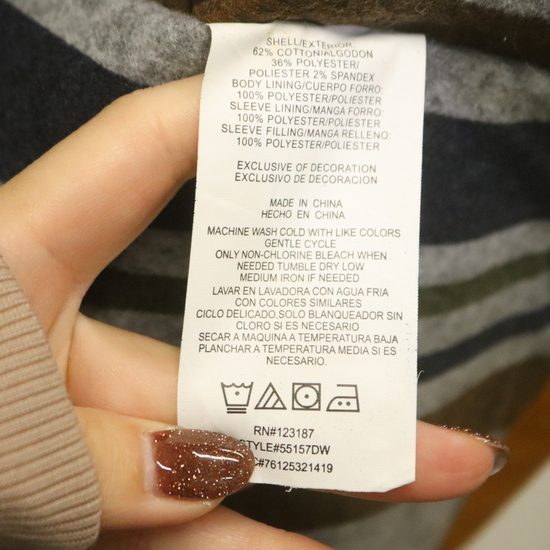 SHELL/EXTERIOR:
62% COTTON/ALGODON
36% POLYESTER/
POLIESTER 2% SPANDEX
BODY LINING/CUERPO FORRO:
100% POLYESTER/POLIESTER
SLEEVE LINING/MANGA FORRO:
100% POLYESTER/POLIESTER
SLEEVE FILLING/MANGA RELLENO:
100% POLYESTER/POLIESTER
EXCLUSIVE OF DECORATION
EXCLUSIVO DE DECORACION
MADE IN CHINA
HECHO EN CHINA
MACHINE WASH COLD WITH LIKE COLORS
GENTLE CYCLE
ONLY NON-CHLORINE BLEACH WHEN
NEEDED TUMBLE DRY LOW
MEDIUM IRON IF NEEDED
LAVAR EN LAVADORA CON AGUA FRIA
CON COLORES SIMILARES
CICLO DELICADO.SOLO BLANQUEADOR SIN
CLORO SI ES NECESARIO
SECAR A MAQUINA A TEMPERATURA BAJA
PLANCHAR A TEMPERATURA MEDIA SI ES
NECESARIO.
RN#123187
STYLE#55157DW
C#76125321419